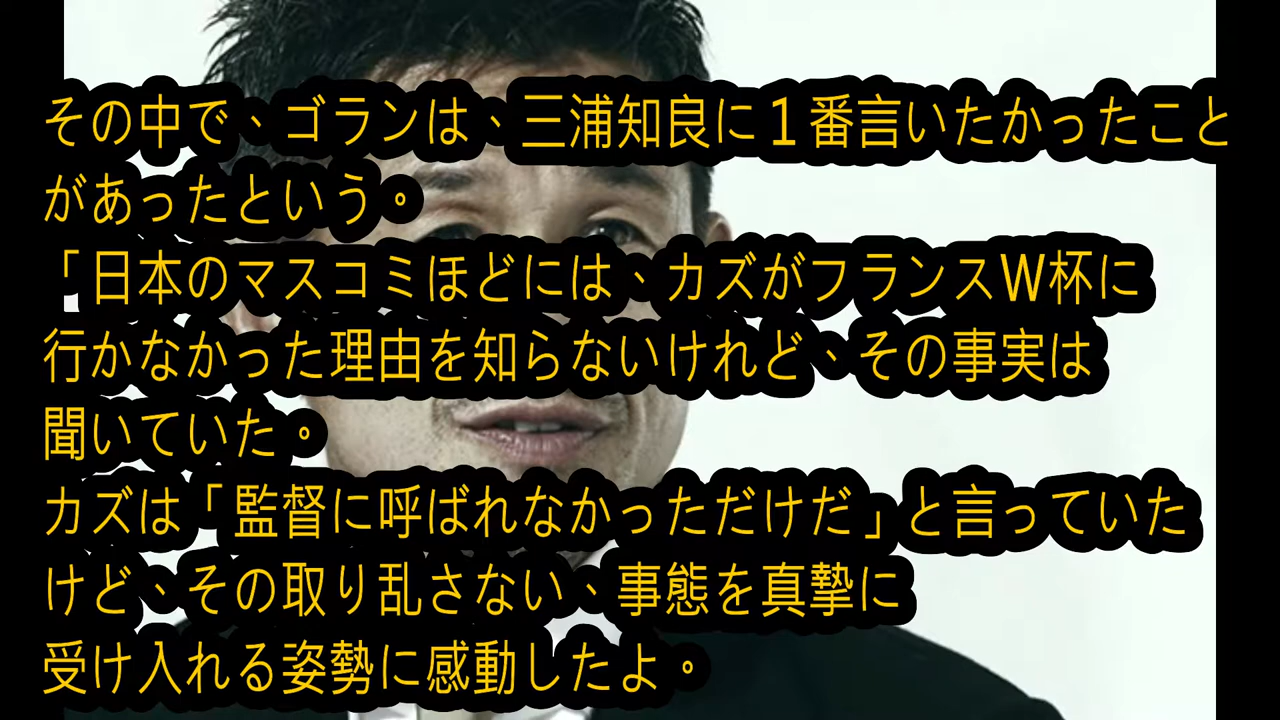 その中で、ゴランは、三浦知良に１番言いたかったこと
があったという。
「日本のマスコミほどには、カズがフランスＷ杯に
行かなかった理由を知らないけれど、その事実は
聞いていた。
カズは「監督に呼ばれなかっただけだ」と言っていた
けど、その取り乱さない、事態を真摯に
受け入れる姿勢に感動したよ。